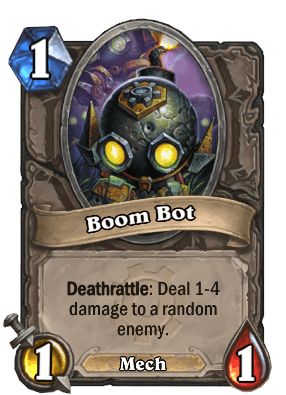 1
Boom Bot
Deathrattle: Deal 1-4
damage to a random
enemy.
1
Mech
1